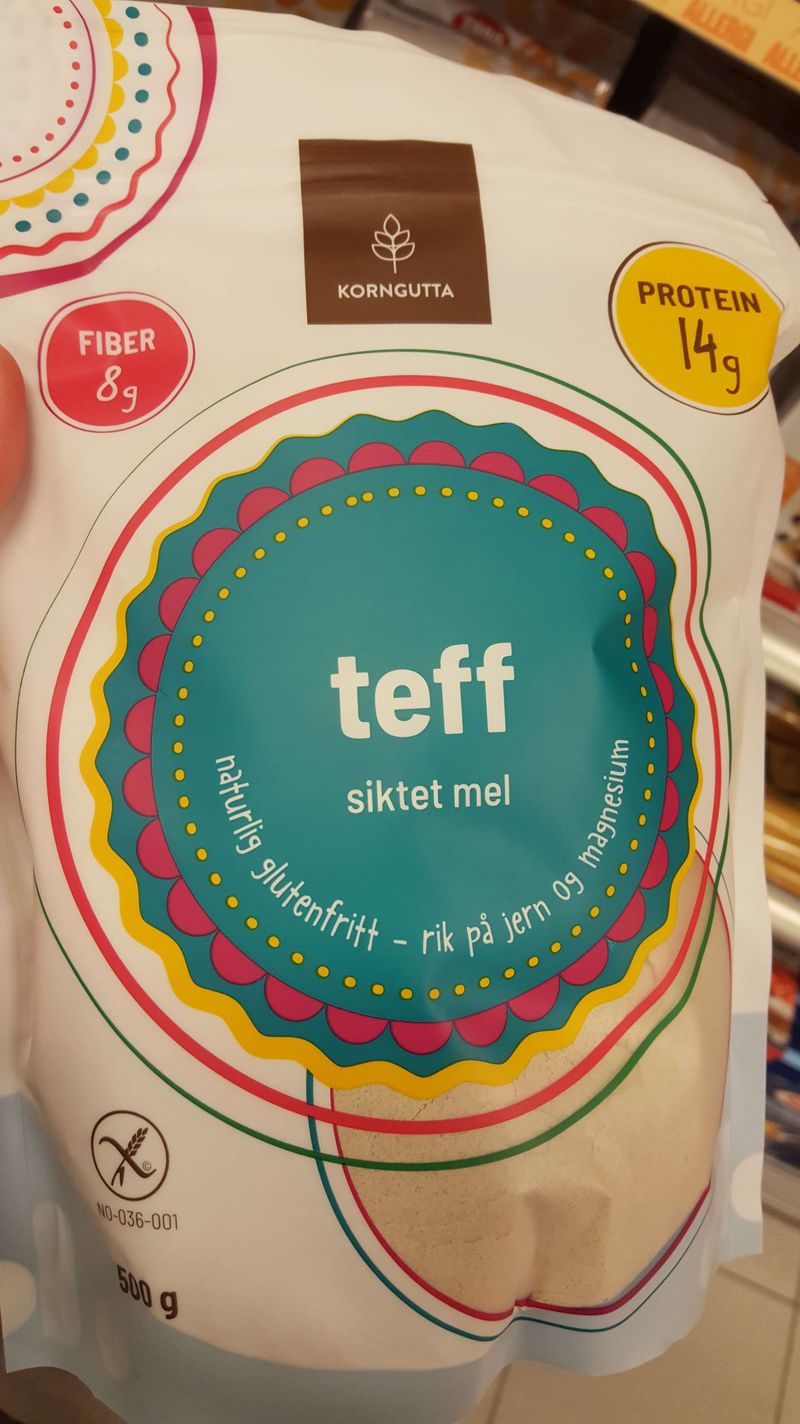 ALLERGI
KORNGUTTA
FIBER
8g
PROTEIN
14g
teff
siktet mel
naturlig glutenfritt - rik på jern og magnesium
©
NO-036-001
500 g